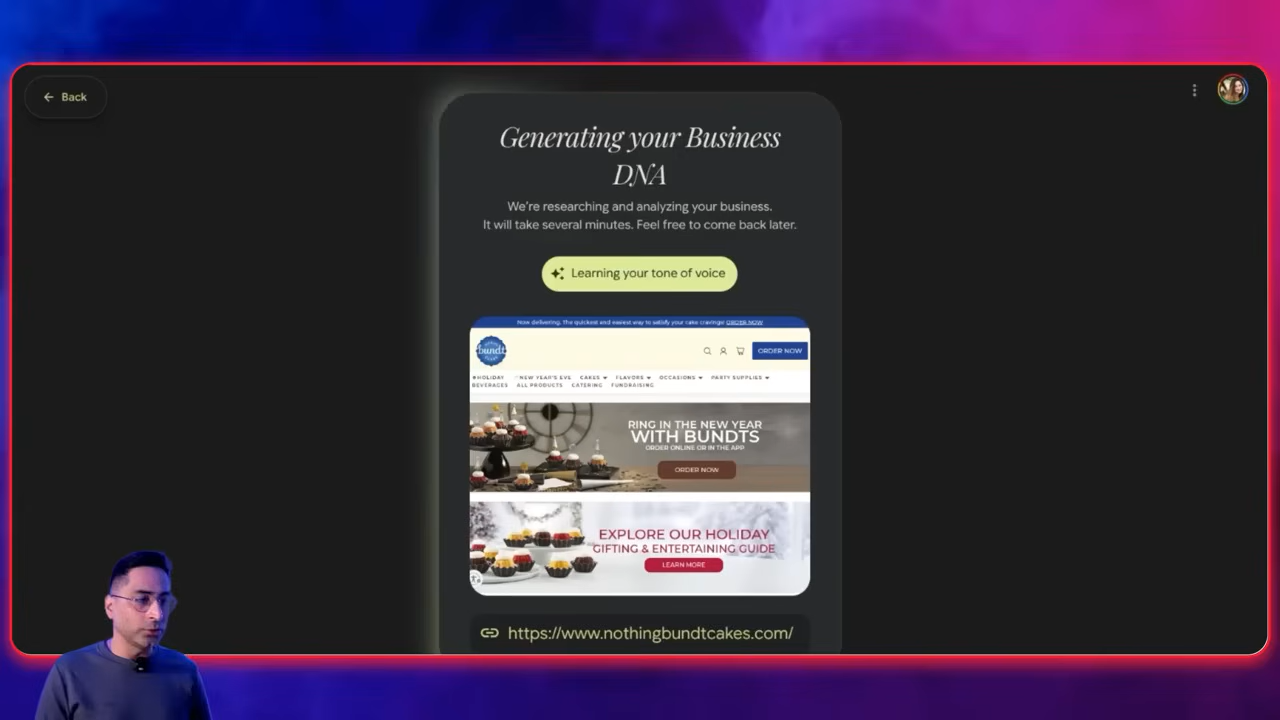 Back
Generating your Business
DNA
We're researching and analyzing your business.
It will take several minutes. Feel free to come back later.
Learning your tone of voice
Now delivering. The quickest and easiest way to satisfy your cake cravings! ORDER NOW
bundt
ORDER NOW
HOLIDAY NEW YEAR'S EVE CAKES FLAVORS OCCASIONS PARTY SUPPLIES
BEVERAGES ALL PRODUCTS CATERING FUNDRAISING
RING IN THE NEW YEAR
WITH BUNDTS
ORDER ONLINE OR IN THE APP
ORDER NOW
EXPLORE OUR HOLIDAY
GIFTING & ENTERTAINING GUIDE
LEARN MORE
https://www.nothingbundtcakes.com/